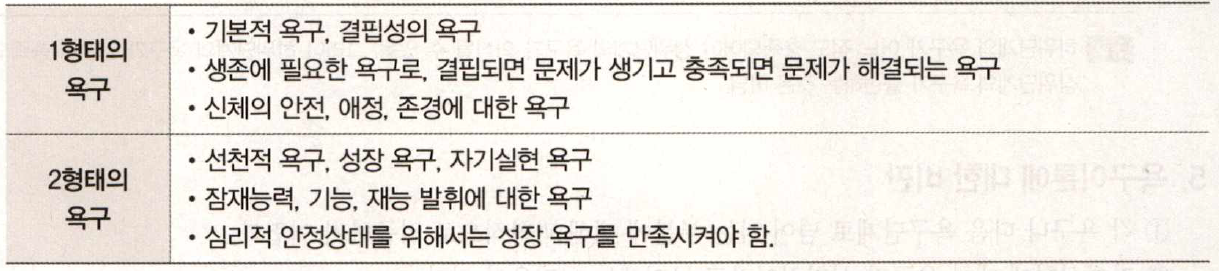 1형태의
욕구
• 기본적 욕구, 결핍성의 욕구
• 생존에 필요한 욕구로, 결핍되면 문제가 생기고 충족되면 문제가 해결되는 욕구
• 신체의 안전, 애정, 존경에 대한 욕구
2형태의
욕구
• 선천적 욕구, 성장 욕구, 자기실현 욕구
• 잠재능력, 기능, 재능 발휘에 대한 욕구
• 심리적 안정상태를 위해서는 성장 욕구를 만족시켜야 함.